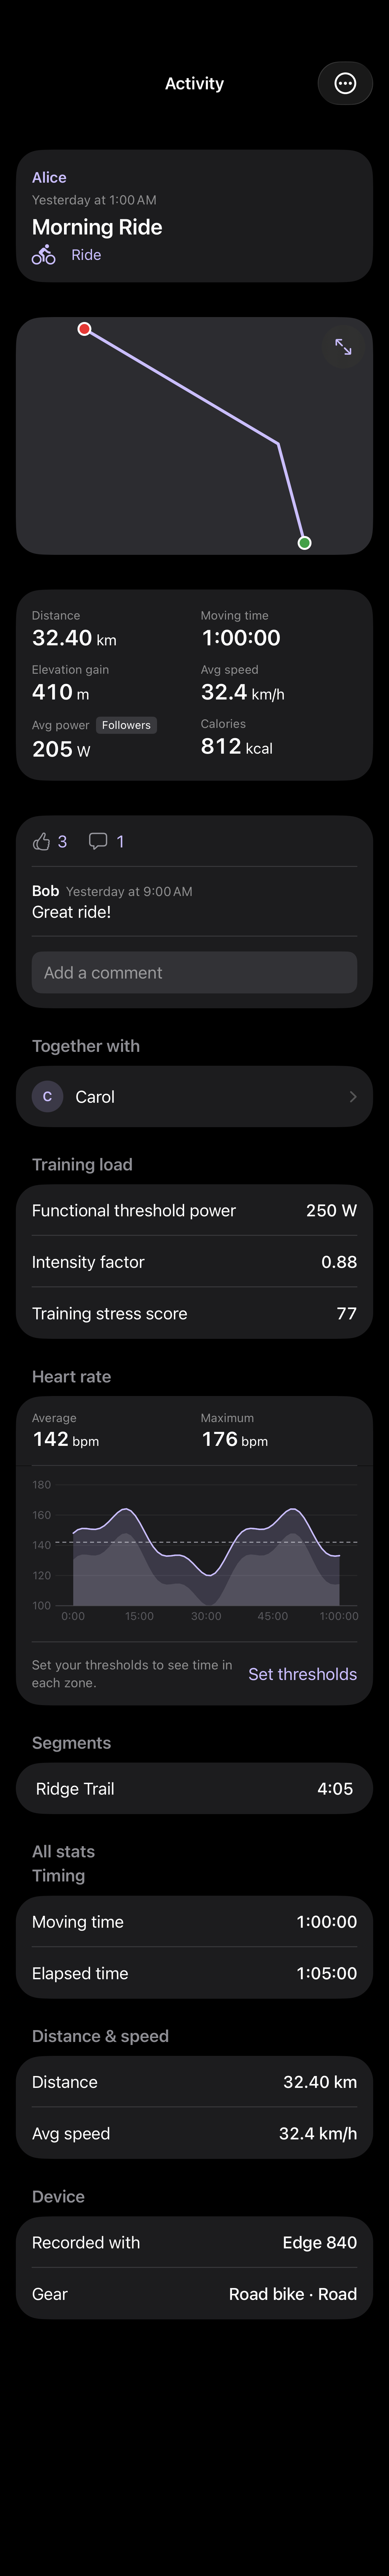 Activity
Alice
Yesterday at 1:00 AM
Morning Ride
Ride
Distance
32.40 km
Moving time
1:00:00
Elevation gain
410 m
Avg speed
32.4 km/h
Avg power Followers
205 W
Calories
812 kcal
3 1
Bob Yesterday at 9:00 AM
Great ride!
Add a comment
Together with
C Carol
Training load
Functional threshold power 250 W
Intensity factor 0.88
Training stress score 77
Heart rate
Average
142 bpm
Maximum
176 bpm
180
160
140
120
100
0:00 15:00 30:00 45:00 1:00:00
Set your thresholds to see time in
each zone.
Set thresholds
Segments
Ridge Trail 4:05
All stats
Timing
Moving time 1:00:00
Elapsed time 1:05:00
Distance & speed
Distance 32.40 km
Avg speed 32.4 km/h
Device
Recorded with Edge 840
Gear Road bike · Road